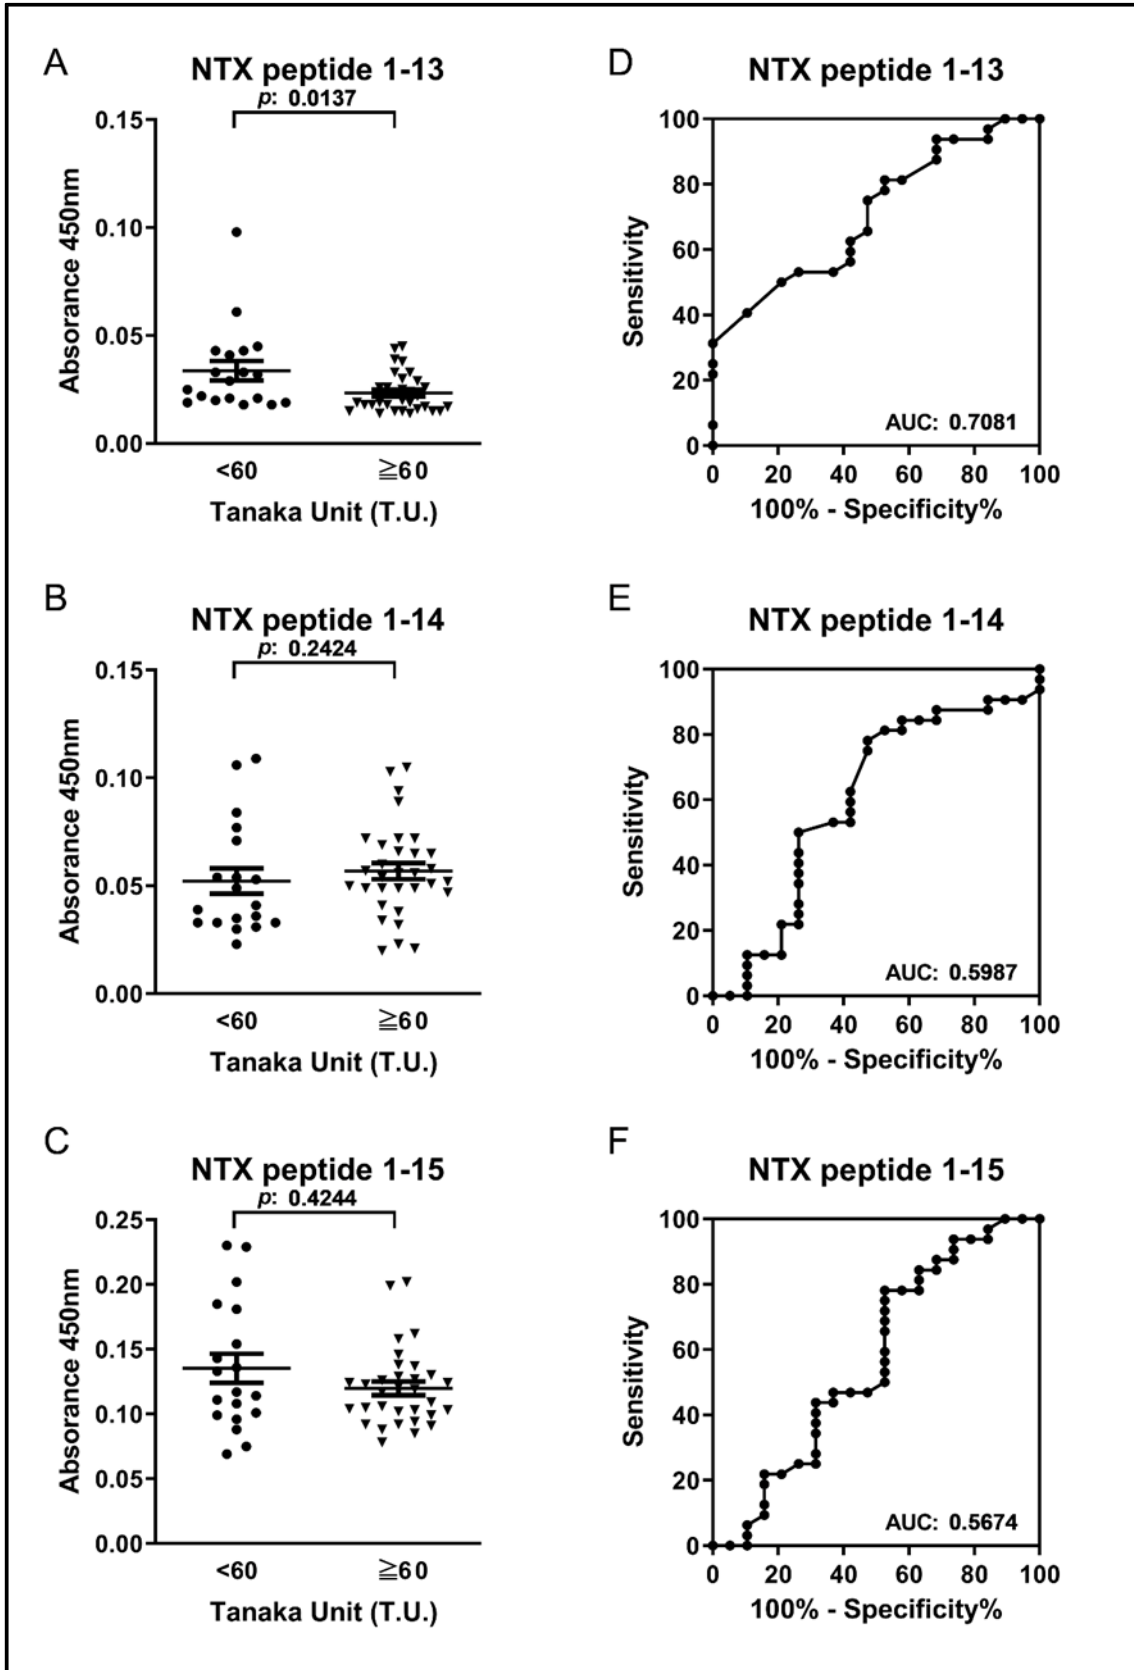 A
NTX peptide 1-13
p: 0.0137
0.15
0.10
0.05
0.00
Absorance 450nm
<60
≧60
Tanaka Unit (T.U.)
D
NTX peptide 1-13
100
80
60
40
20
0
Sensitivity
AUC: 0.7081
0 20 40 60 80 100
100% - Specificity%
B
NTX peptide 1-14
p: 0.2424
0.15
0.10
0.05
0.00
Absorance 450nm
<60
≧60
Tanaka Unit (T.U.)
E
NTX peptide 1-14
100
80
60
40
20
0
Sensitivity
AUC: 0.5987
0 20 40 60 80 100
100% - Specificity%
C
NTX peptide 1-15
p: 0.4244
0.25
0.20
0.15
0.10
0.05
0.00
Absorance 450nm
<60
≧60
Tanaka Unit (T.U.)
F
NTX peptide 1-15
100
80
60
40
20
0
Sensitivity
AUC: 0.5674
0 20 40 60 80 100
100% - Specificity%